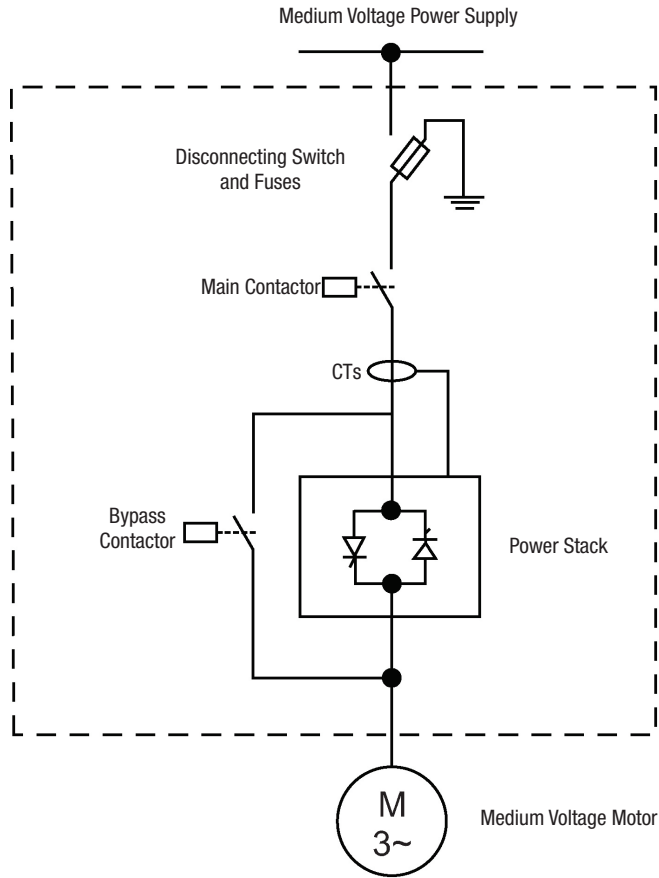 Medium Voltage Power Supply
Disconnecting Switch
and Fuses
Main Contactor
CTs
Bypass
Contactor
Power Stack
M
3~
Medium Voltage Motor